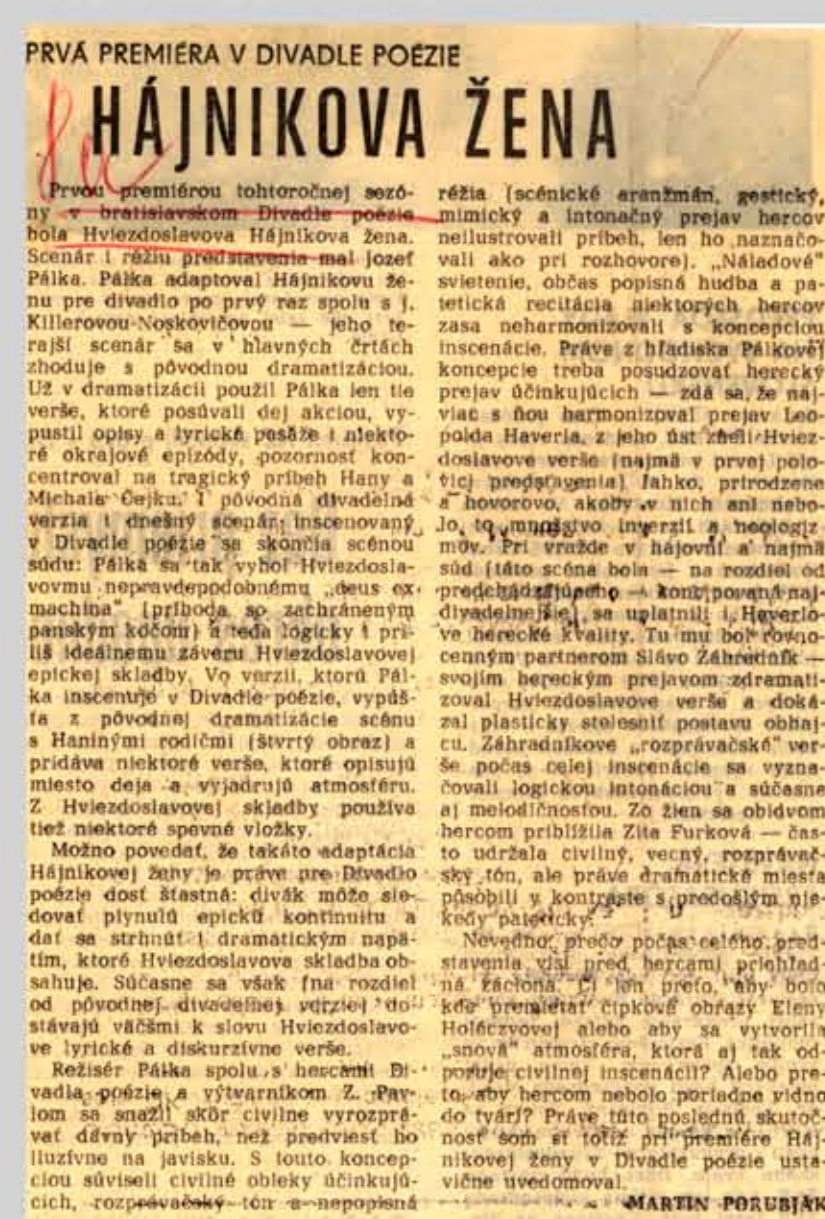 PRVÁ PREMIÉRA V DIVADLE POÉZIE
HÁJNIKOVA ŽENA
Prvou premiérou tohtoročnej sezó-
ny v bratislavskom Divadle poézie
bola Hviezdoslavova Hájnikova žena.
Scenár i réžiu predstavenia mal Jozef
Pálka. Pálka adaptoval Hájnikovu že-
nu pre divadlo po prvý raz spolu s J.
Killerovou-Noskovičovou — jeho te-
rajší scenár sa v hlavných črtách
zhoduje s pôvodnou dramatizáciou.
Už v dramatizácii použil Pálka len tie
verše, ktoré posúvali dej akciou, vy-
pustil opisy a lyrické pasáže i niekto-
ré okrajové epizódy, pozornosť kon-
centroval na tragický príbeh Hany a
Michala Čajku. I pôvodná divadelná
verzia i dnešný scenár, inscenovaný
v Divadle poézie sa skončia scénou
súdu: Pálka sa tak vyhol Hviezdosla-
vovmu nepravdepodobnému „deus ex
machina" (príhoda so zachráneným
panským kočom) a teda logicky i prí-
liš ideálnemu záveru Hviezdoslavovej
epickej skladby. Vo verzii, ktorú Pál-
ka inscenuje v Divadle poézie, vypúš-
ťa z pôvodnej dramatizácie scénu
s Haninými rodičmi (štvrtý obraz) a
pridáva niektoré verše, ktoré opisujú
miesto deja a vyjadrujú atmosféru.
Z Hviezdoslavovej skladby používa
tiež niektoré spevné vložky.
Možno povedať, že takáto adaptácia
Hájnikovej ženy je práve pre Divadlo
poézie dosť šťastná: divák môže sle-
dovať plynulú epickú kontinuitu a
dať sa strhnúť i dramatickým napä-
tím, ktoré Hviezdoslavova skladba ob-
sahuje. Súčasne sa však (na rozdiel
od pôvodnej divadelnej verzie) do-
stávajú väčšmi k slovu Hviezdoslavo-
ve lyrické a diskurzívne verše.
Režisér Pálka spolu s hercami Di-
vadla poézie a výtvarníkom Z. Pav-
lom sa snažil skôr civilne vyrozprá-
vať dávny príbeh, než predviesť ho
iluzívne na javisku. S touto koncep-
ciou súviseli civilné obleky účinkujú-
cich, rozprávačský tón a nepopisná
réžia (scénické aranžmán, gestický,
mimický a intonačný prejav hercov
neilustrovali príbeh, len ho naznačo-
vali ako pri rozhovore). „Náladové"
svietenie, občas popisná hudba a pa-
tetická recitácia niektorých hercov
zasa neharmonizovali s koncepciou
inscenácie. Práve z hľadiska Pálkovej
koncepcie treba posudzovať herecký
prejav účinkujúcich — zdá sa, že naj-
viac s ňou harmonizoval prejav Leo-
polda Haverla, z jeho úst zneli Hviez-
doslavove verše (najmä v prvej polo-
vici predstavenia) ľahko, prirodzene
a hovorovo, akoby v nich ani nebo-
lo to množstvo inverzií a neologiz-
mov. Pri vražde v hájovni a najmä
súd (táto scéna bola — na rozdiel od
predchádzajúceho — koncipovaná naj-
divadelnejšie) sa uplatnili i Haverlo-
ve herecké kvality. Tu mu bol rovno-
cenným partnerom Slávo Záhradník —
svojím hereckým prejavom zdramati-
zoval Hviezdoslavove verše a doká-
zal plasticky stelesniť postavu obhaj-
cu. Záhradníkove „rozprávačské" ver-
še počas celej inscenácie sa vyzna-
čovali logickou intonáciou a súčasne
aj melodičnosťou. Zo žien sa obidvom
hercom priblížila Zita Furková — čas-
to udržala civilný, vecný, rozprávač-
ský tón, ale práve dramatické miesta
pôsobili v kontraste s predošlým nie-
kedy pateticky.
Nevedno, prečo počas celého pred-
stavenia visí pred hercami priehľad-
ná záclona. Či len preto, aby bolo
kde premietať čipkové obrazy Eleny
Holéczyovej alebo aby sa vytvorila
„snová" atmosféra, ktorá aj tak od-
poruje civilnej inscenácii? Alebo pre-
to, aby hercom nebolo poriadne vidno
do tvárí? Práve túto poslednú skutoč-
nosť som si totiž pri premiére Háj-
nikovej ženy v Divadle poézie usta-
vične uvedomoval.
MARTIN PORUBJAK